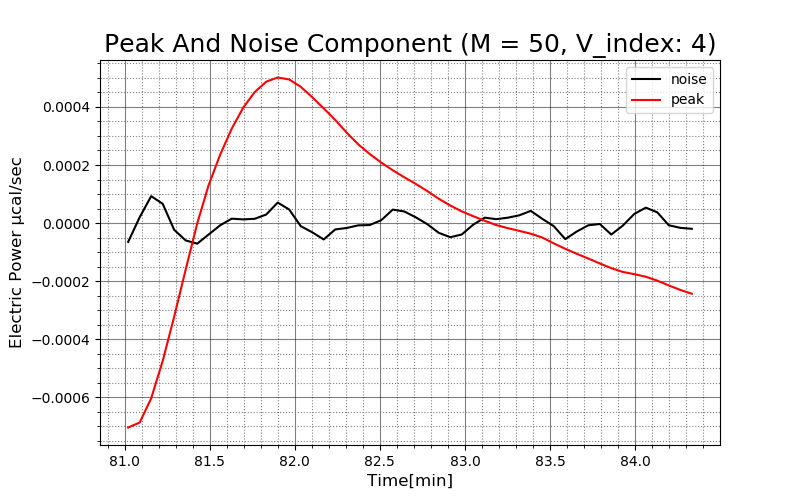 Peak And Noise Component (M = 50, V_index: 4)
noise
peak
0.0004
0.0002
0.0000
−0.0002
−0.0004
−0.0006
Electric Power μcal/sec
81.0 81.5 82.0 82.5 83.0 83.5 84.0
Time[min]